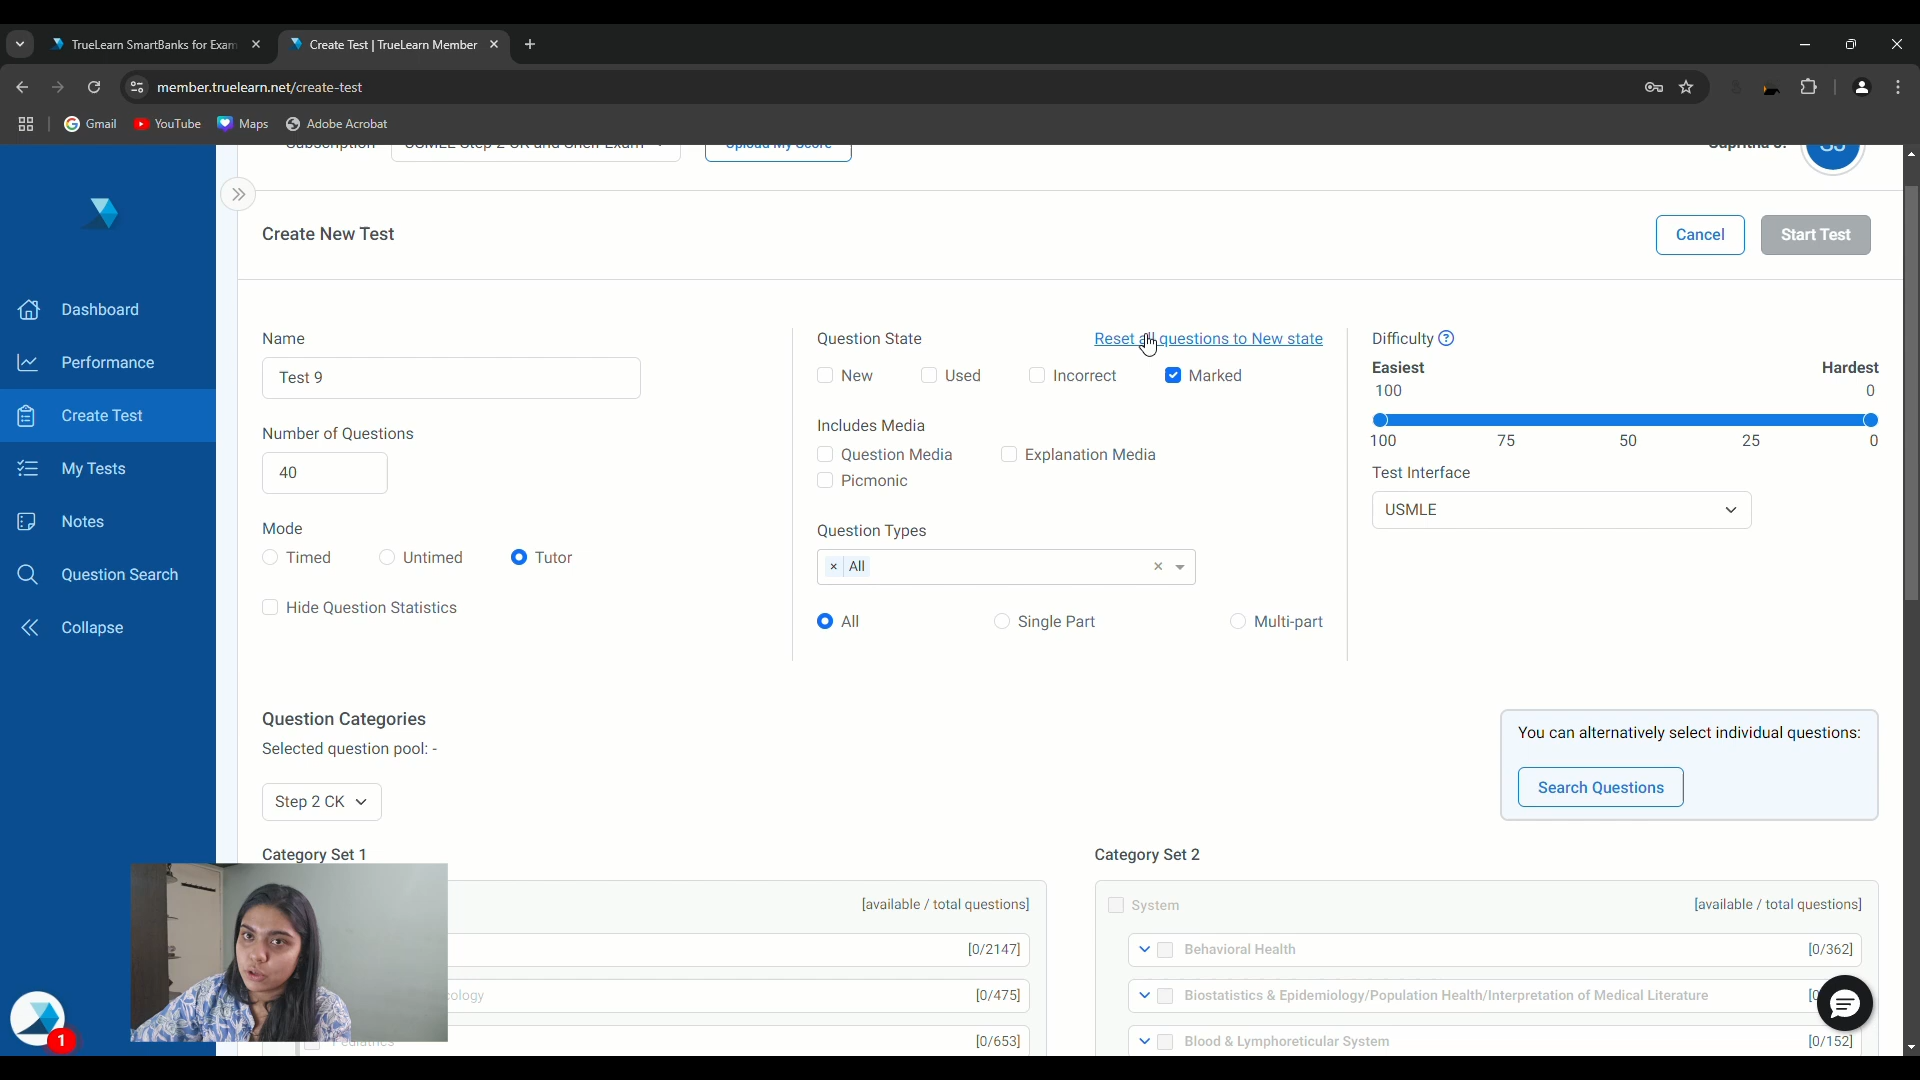 TrueLearn SmartBanks for Exam
Create Test | TrueLearn Member
member.truelearn.net/create-test
Gmail
YouTube
Maps
Adobe Acrobat
Create New Test
Cancel
Start Test
Dashboard
Performance
Create Test
My Tests
Notes
Question Search
Collapse
1
Name
Test 9
Number of Questions
40
Mode
Timed
Untimed
Tutor
Hide Question Statistics
Question State
Reset all questions to New state
New
Used
Incorrect
Marked
Includes Media
Question Media
Explanation Media
Picmonic
Question Types
× All
All
Single Part
Multi-part
Difficulty ?
Easiest
Hardest
100
0
100 75 50 25 0
Test Interface
USMLE
Question Categories
Selected question pool: -
Step 2 CK
You can alternatively select individual questions:
Search Questions
Category Set 1
[available / total questions]
[0/2147]
[0/475]
[0/653]
Category Set 2
System
[available / total questions]
Behavioral Health
[0/362]
Biostatistics & Epidemiology/Population Health/Interpretation of Medical Literature
Blood & Lymphoreticular System
[0/152]